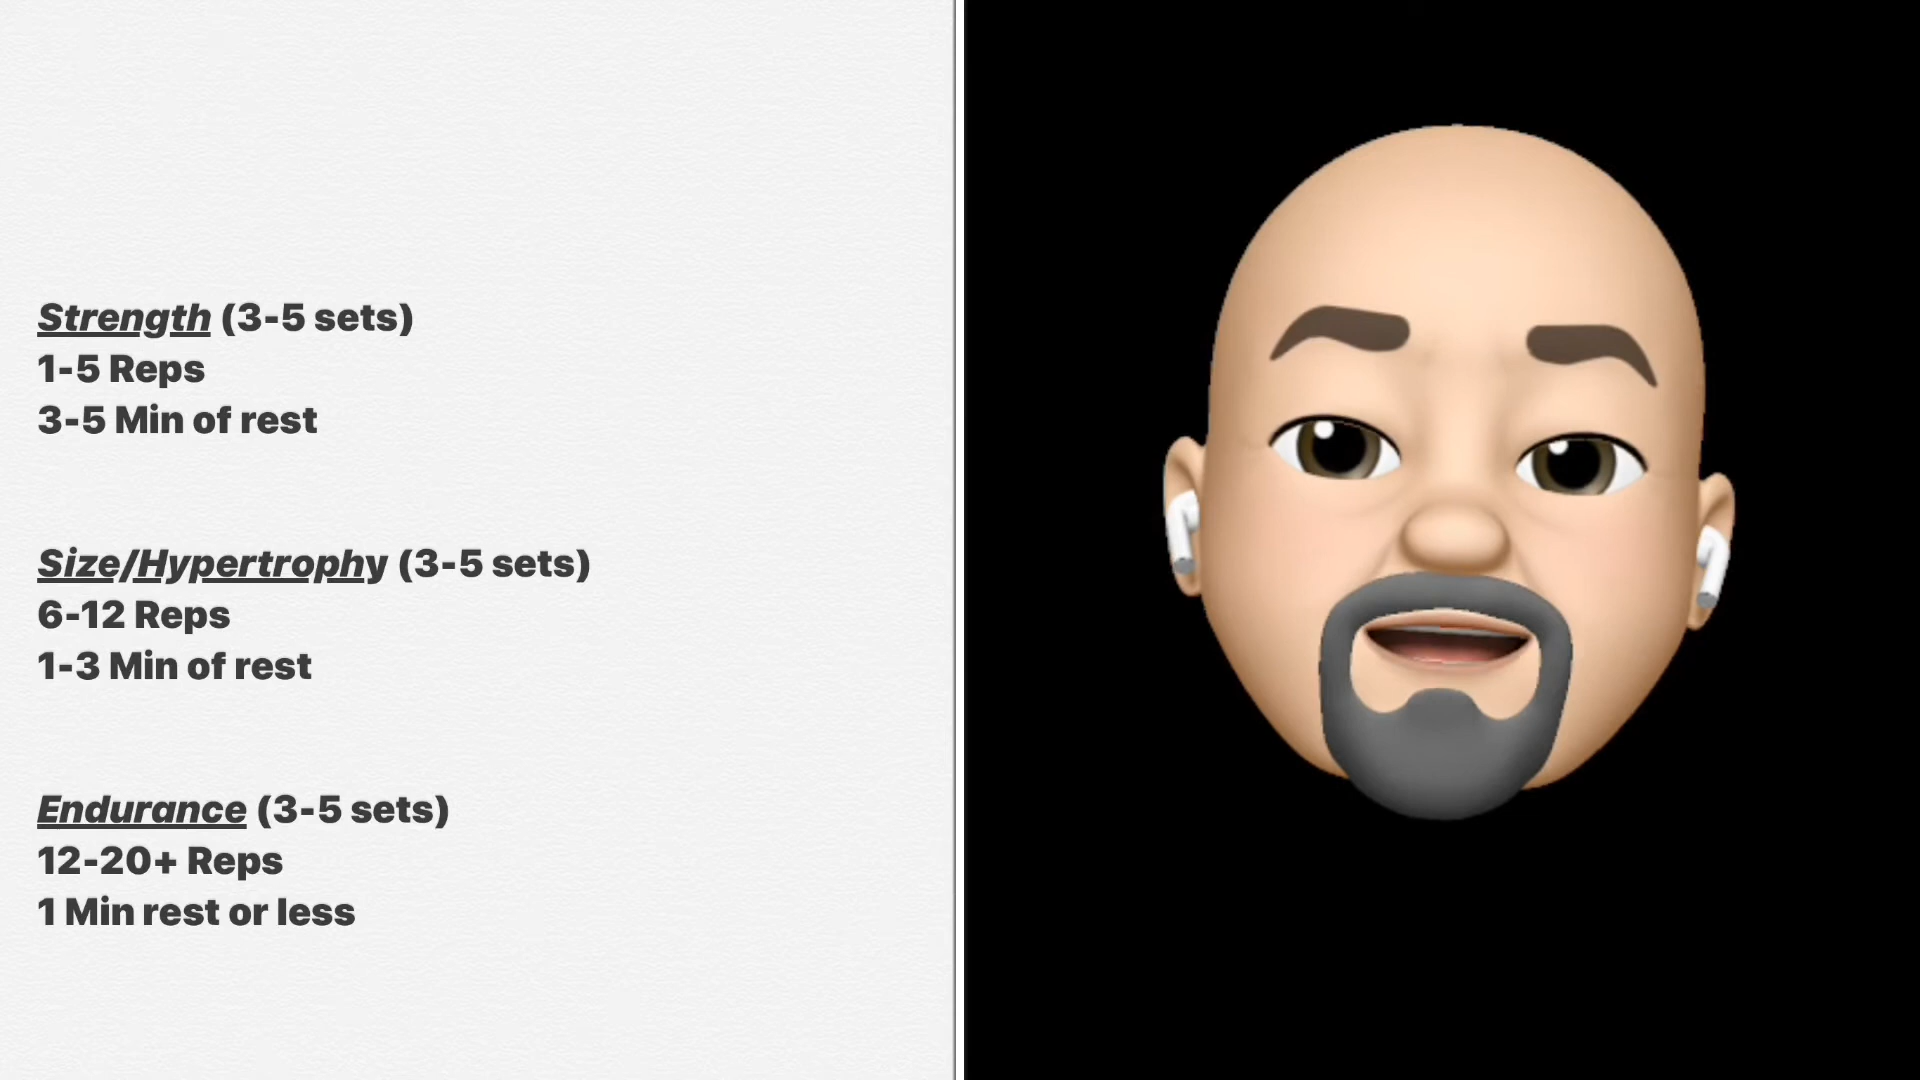 Strength (3-5 sets)
1-5 Reps
3-5 Min of rest
Size/Hypertrophy (3-5 sets)
6-12 Reps
1-3 Min of rest
Endurance (3-5 sets)
12-20+ Reps
1 Min rest or less